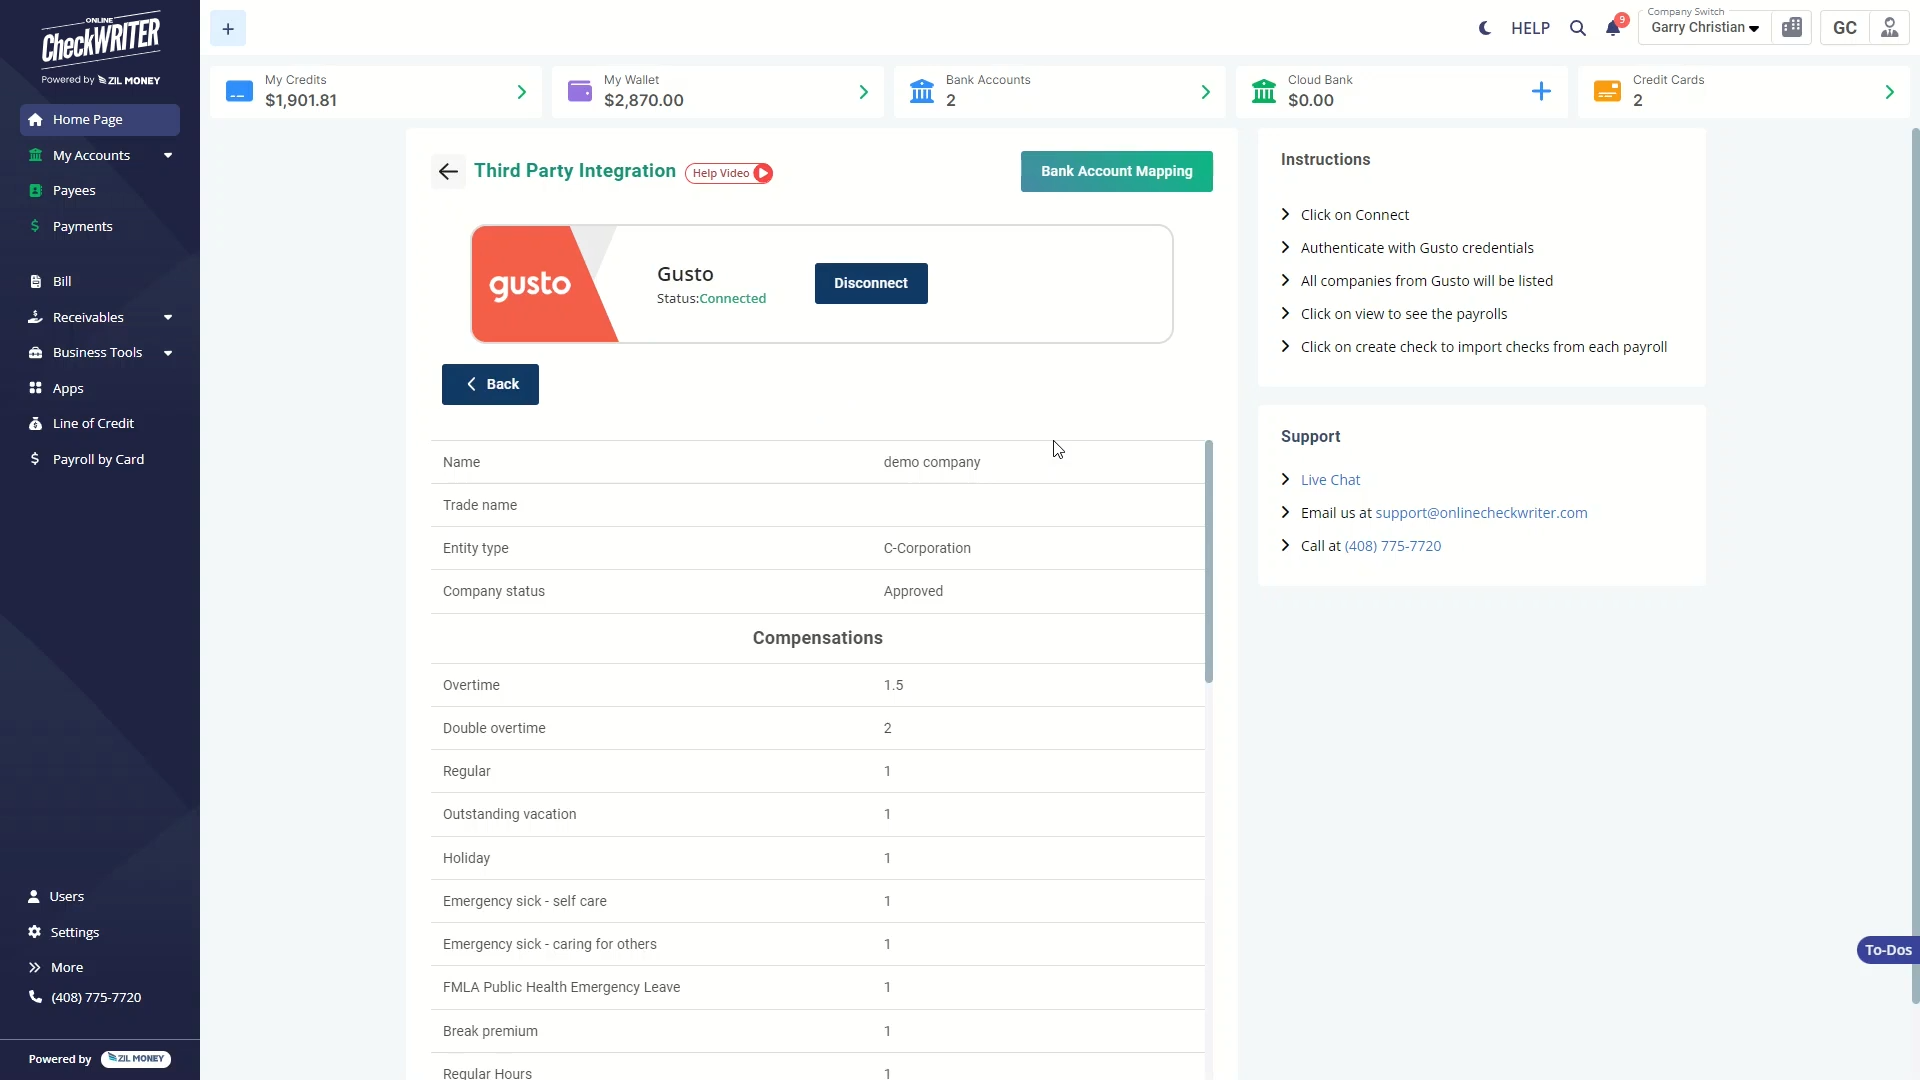 ONLINE
CheckWRITER
Powered by ZIL MONEY
Home Page
My Accounts
Payees
Payments
Bill
Receivables
Business Tools
Apps
Line of Credit
Payroll by Card
Users
Settings
More
(408) 775-7720
Powered by ZIL MONEY
+
HELP
9
Company Switch
Garry Christian
GC
My Credits
$1,901.81
My Wallet
$2,870.00
Bank Accounts
2
Cloud Bank
$0.00
Credit Cards
2
Third Party Integration
Help Video
Bank Account Mapping
gusto
Gusto
Status:Connected
Disconnect
Back
Name demo company
Trade name
Entity type C-Corporation
Company status Approved
Compensations
Overtime 1.5
Double overtime 2
Regular 1
Outstanding vacation 1
Holiday 1
Emergency sick - self care 1
Emergency sick - caring for others 1
FMLA Public Health Emergency Leave 1
Break premium 1
Regular Hours 1
Instructions
Click on Connect
Authenticate with Gusto credentials
All companies from Gusto will be listed
Click on view to see the payrolls
Click on create check to import checks from each payroll
Support
Live Chat
Email us at support@onlinecheckwriter.com
Call at (408) 775-7720
To-Dos